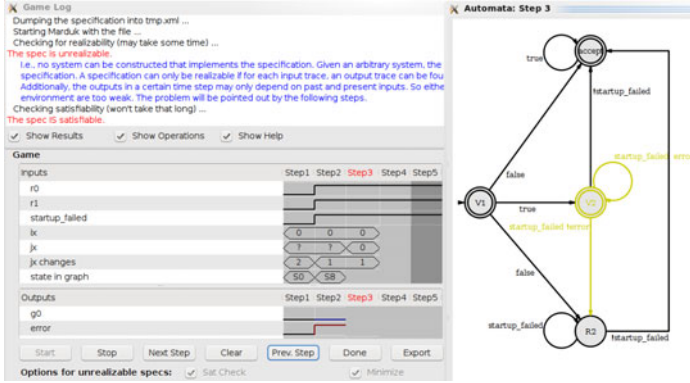 Game Log
Dumping the specification into tmp.xml ...
Starting Marduk with the file ...
Checking for realizability (may take some time) ...
The spec is unrealizable.
I.e., no system can be constructed that implements the specification. Given an arbitrary system, the
specification. A specification can only be realizable if for each input trace, an output trace can be fou
Additionally, the outputs in a certain time step may only depend on past and present inputs. So eithe
environment are too weak. The problem will be pointed out by the following steps.
Checking satisfiability (won't take that long) ...
The spec IS satisfiable.
Show Results Show Operations Show Help
Game
Inputs Step1 Step2 Step3 Step4 Step5
r0
r1
startup_failed
ix 0 0 0
jx ? ? 0
jx changes 2 1 1
state in graph S0 S8
Outputs Step1 Step2 Step3 Step4 Step5
g0
error
Start Stop Next Step Clear Prev. Step Done Export
Options for unrealizable specs: Sat Check Minimize
Automata: Step 3
accept
true
!startup_failed
startup_failed erro
false
V1
true
V2
startup_failed !error
false
startup_failed
R2
!startup_failed